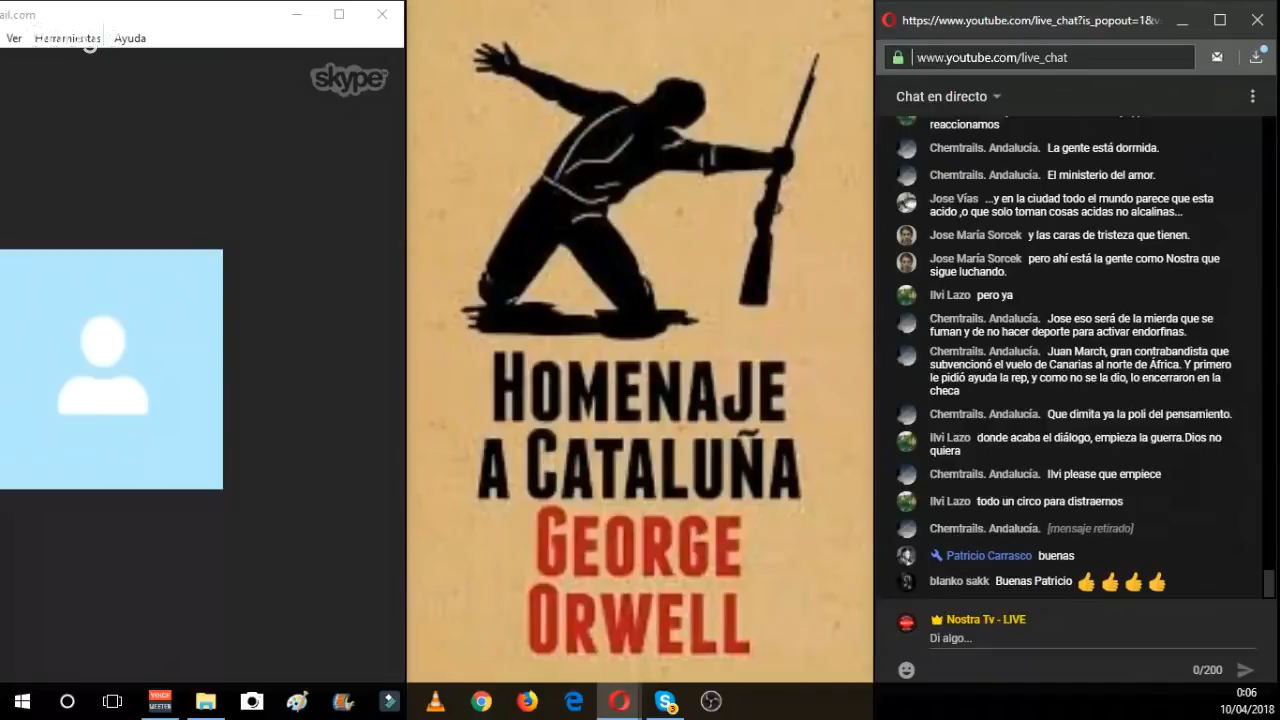 ail.com
Ver Herramientas Ayuda
skype
HOMENAJE
A CATALUÑA
GEORGE
ORWELL
https://www.youtube.com/live_chat?is_popout=1&
www.youtube.com/live_chat
Chat en directo
reaccionamos
Chemtrails. Andalucía. La gente está dormida.
Chemtrails. Andalucía. El ministerio del amor.
Jose Vías ...y en la ciudad todo el mundo parece que esta
acido ,o que solo toman cosas acidas no alcalinas...
Jose María Sorcek y las caras de tristeza que tienen.
Jose María Sorcek pero ahí está la gente como Nostra que
sigue luchando.
Ilvi Lazo pero ya
Chemtrails. Andalucía. Jose eso será de la mierda que se
fuman y de no hacer deporte para activar endorfinas.
Chemtrails. Andalucía. Juan March, gran contrabandista que
subvencionó el vuelo de Canarias al norte de África. Y primero
le pidió ayuda la rep, y como no se la dio, lo encerraron en la
checa
Chemtrails. Andalucía. Que dimita ya la poli del pensamiento.
Ilvi Lazo donde acaba el diálogo, empieza la guerra.Dios no
quiera
Chemtrails. Andalucía. Ilvi please que empiece
Ilvi Lazo todo un circo para distraernos
Chemtrails. Andalucía. [mensaje retirado]
Patricio Carrasco buenas
blanko sakk Buenas Patricio 👍👍👍👍
Nostra Tv - LIVE
Di algo...
0/200
VOICE
MEETER
3
0:06
10/04/2018